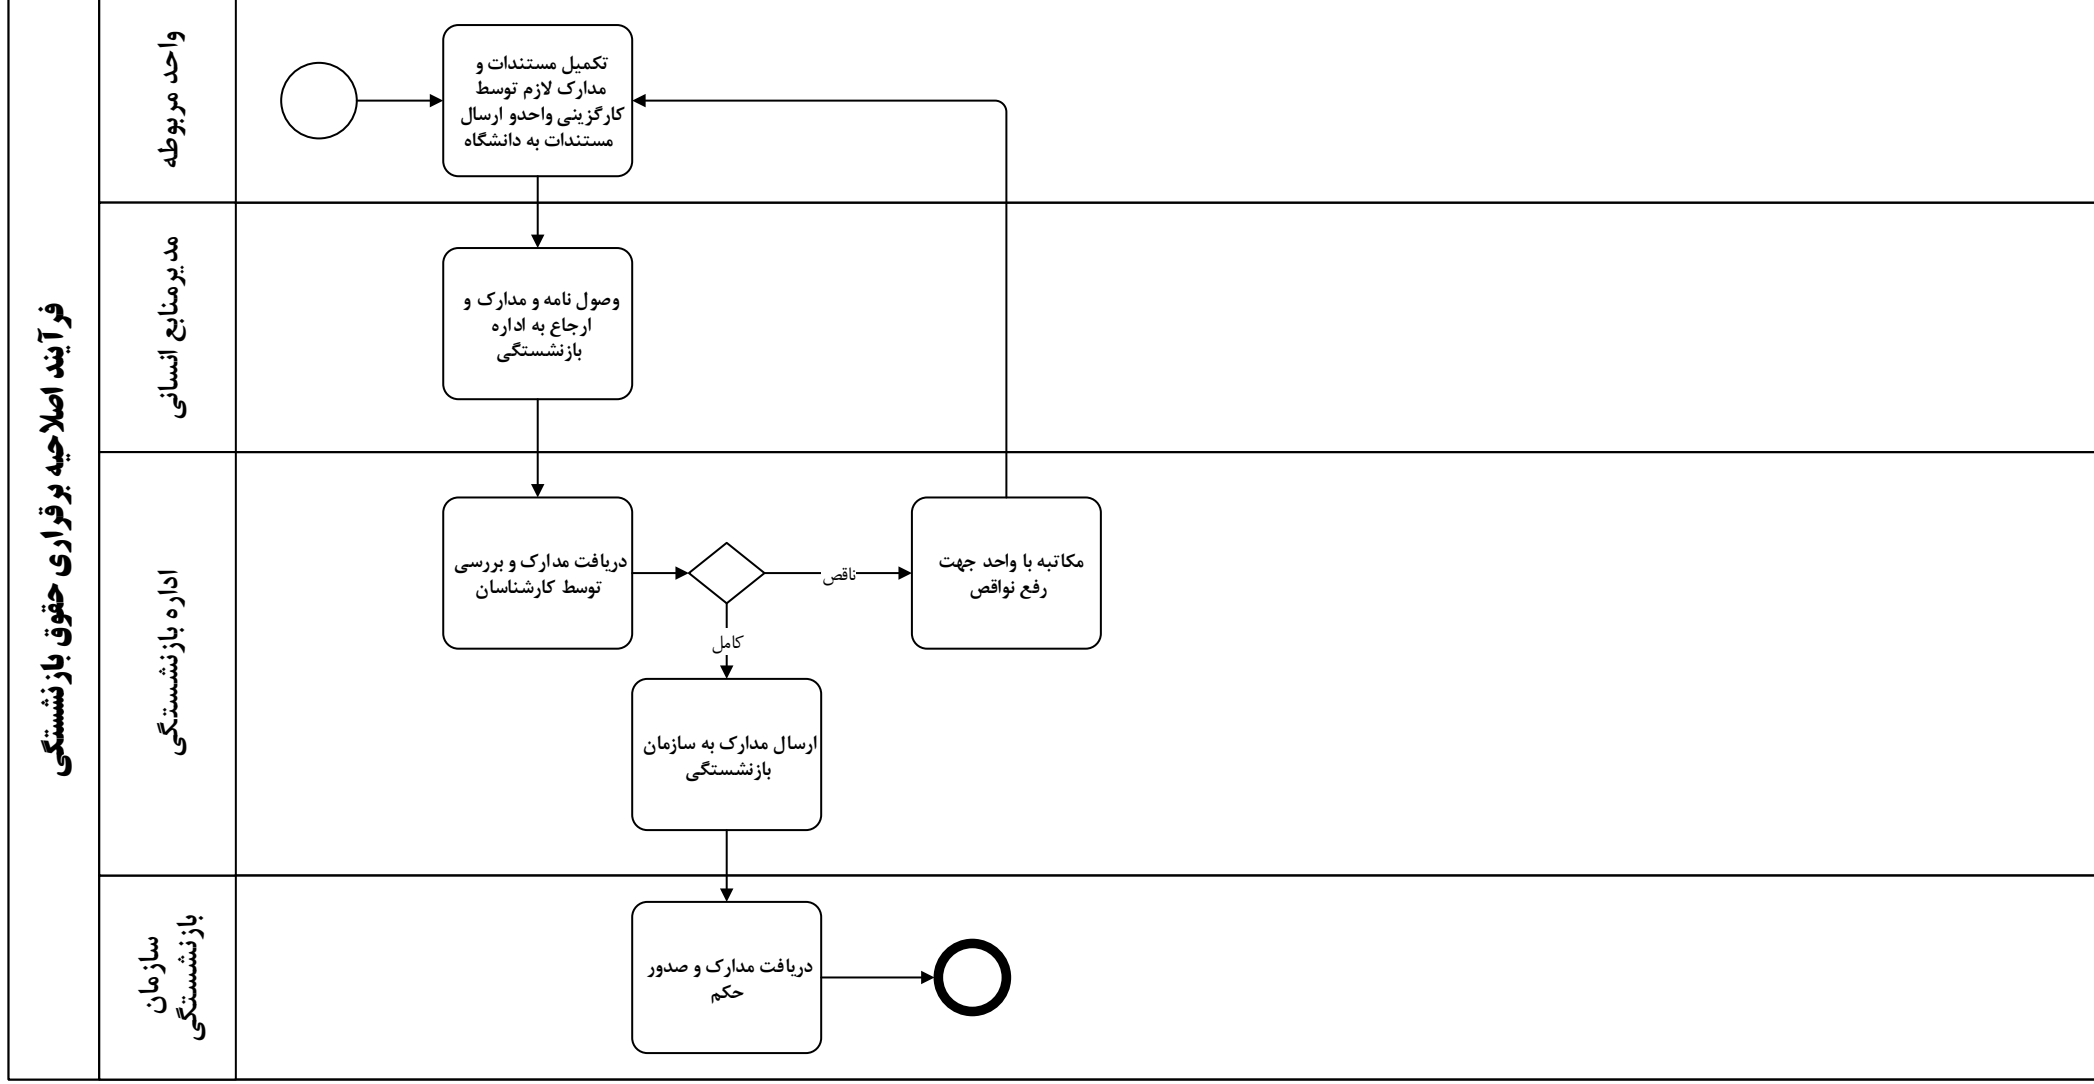 فرآیند اصلاحیه برقراری حقوق بازنشستگی
واحد مربوطه
تکمیل مستندات و
مدارک لازم توسط
کارگزینی واحدو ارسال
مستندات به دانشگاه
مدیرمنابع انسانی
وصول نامه و مدارک و
ارجاع به اداره
بازنشستگی
اداره بازنشستگی
دریافت مدارک و بررسی
توسط کارشناسان
ناقص
مکاتبه با واحد جهت
رفع نواقص
کامل
ارسال مدارک به سازمان
بازنشستگی
سازمان
بازنشستگی
دریافت مدارک و صدور
حکم